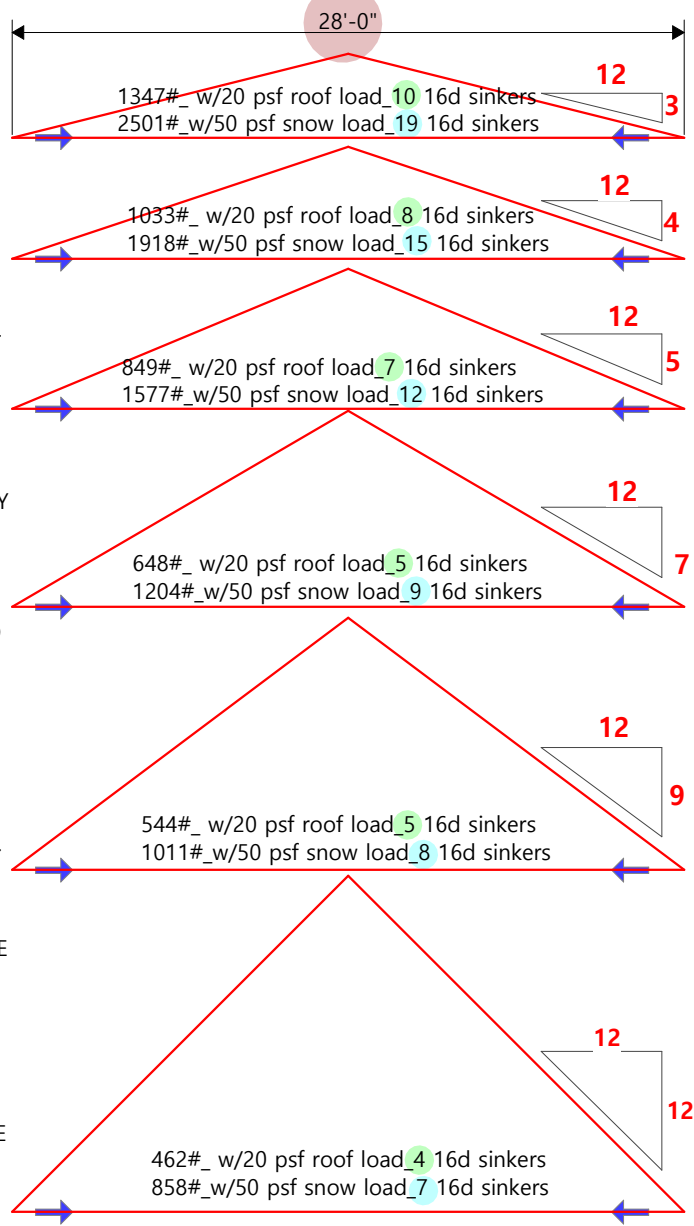 28'-0"
12
3
1347#_ w/20 psf roof load_10 16d sinkers
2501#_w/50 psf snow load_19 16d sinkers
12
4
1033#_ w/20 psf roof load_8 16d sinkers
1918#_w/50 psf snow load_15 16d sinkers
12
5
849#_ w/20 psf roof load_7 16d sinkers
1577#_w/50 psf snow load_12 16d sinkers
Y
12
7
648#_ w/20 psf roof load_5 16d sinkers
1204#_w/50 psf snow load_9 16d sinkers
12
9
544#_ w/20 psf roof load_5 16d sinkers
1011#_w/50 psf snow load_8 16d sinkers
E
12
12
E
462#_ w/20 psf roof load_4 16d sinkers
858#_w/50 psf snow load_7 16d sinkers